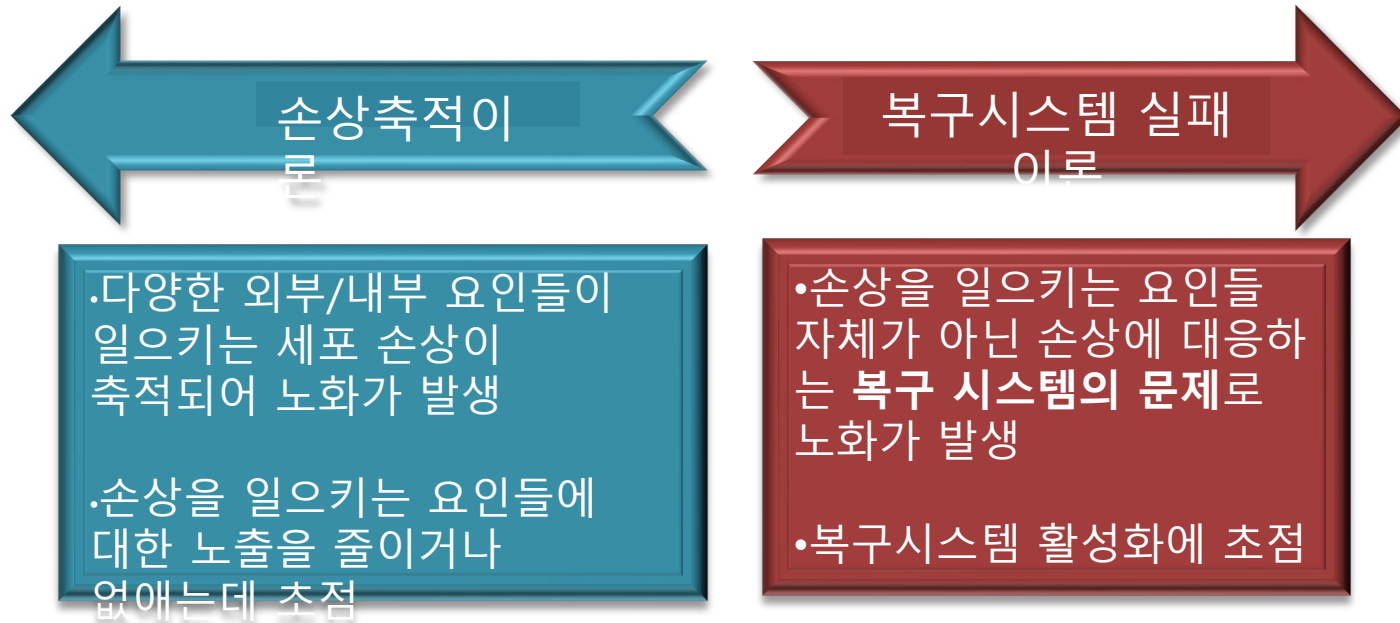 손상축적이
론
복구시스템 실패
이론
•다양한 외부/내부 요인들이
일으키는 세포 손상이
축적되어 노화가 발생
•손상을 일으키는 요인들에
대한 노출을 줄이거나
없애는데 초점
•손상을 일으키는 요인들
자체가 아닌 손상에 대응하
는 복구 시스템의 문제로
노화가 발생
•복구시스템 활성화에 초점